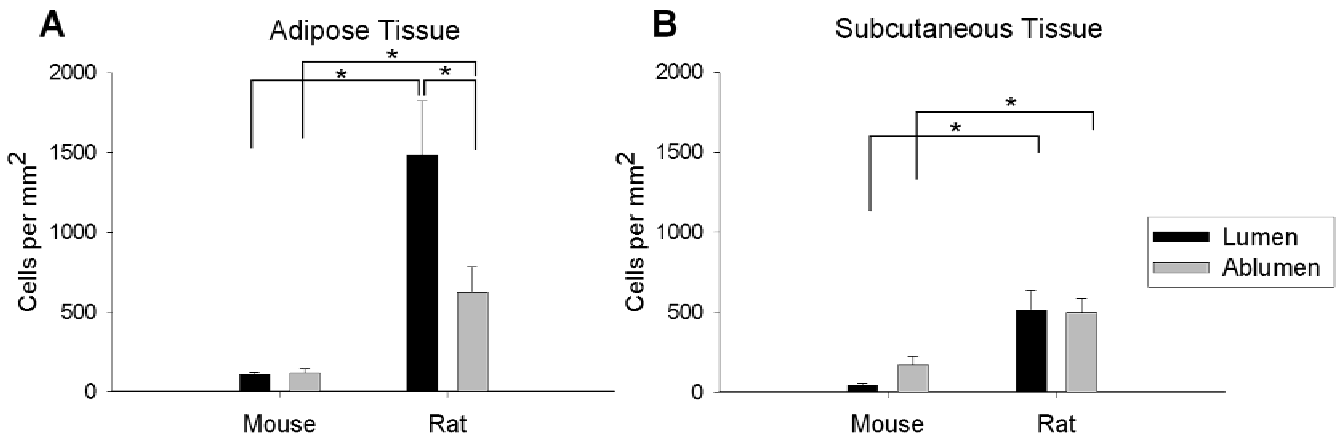 A
Adipose Tissue
*
*
*
2000
1500
1000
500
0
Cells per mm²
Mouse
Rat
B
Subcutaneous Tissue
*
*
2000
1500
1000
500
0
Cells per mm²
Mouse
Rat
Lumen
Ablumen